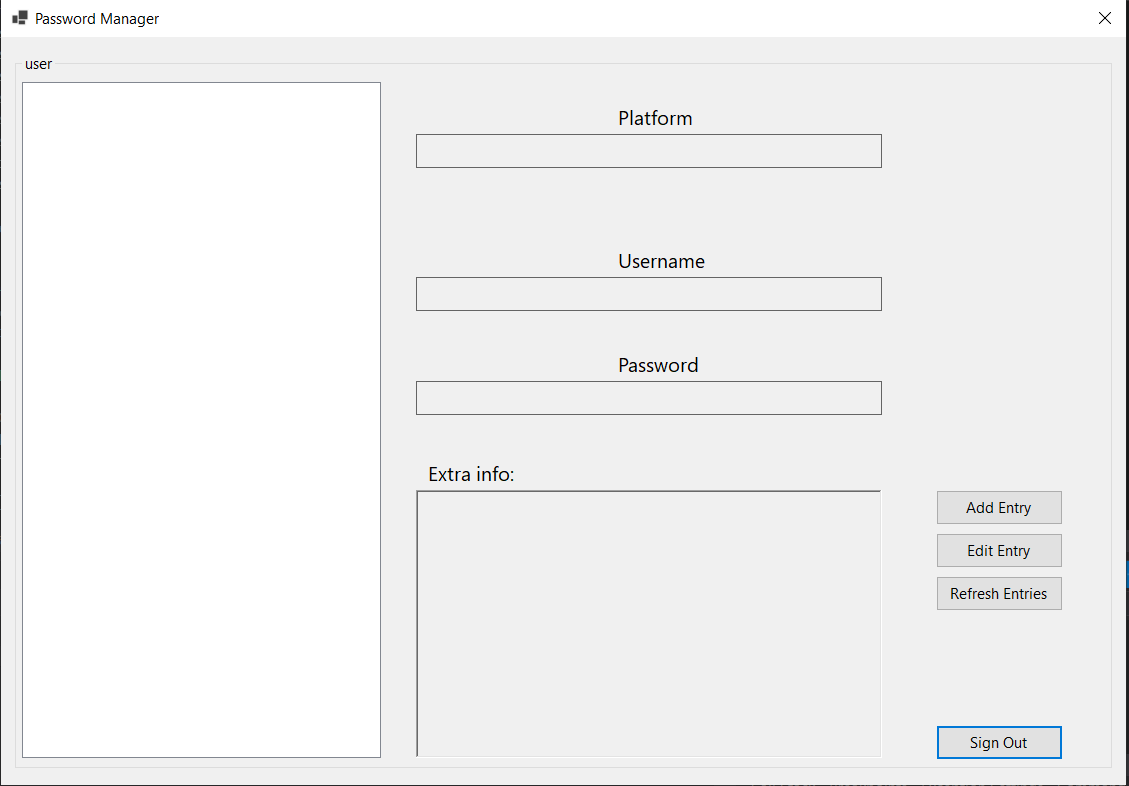 Password Manager
user
Platform
Username
Password
Extra info:
Add Entry
Edit Entry
Refresh Entries
Sign Out